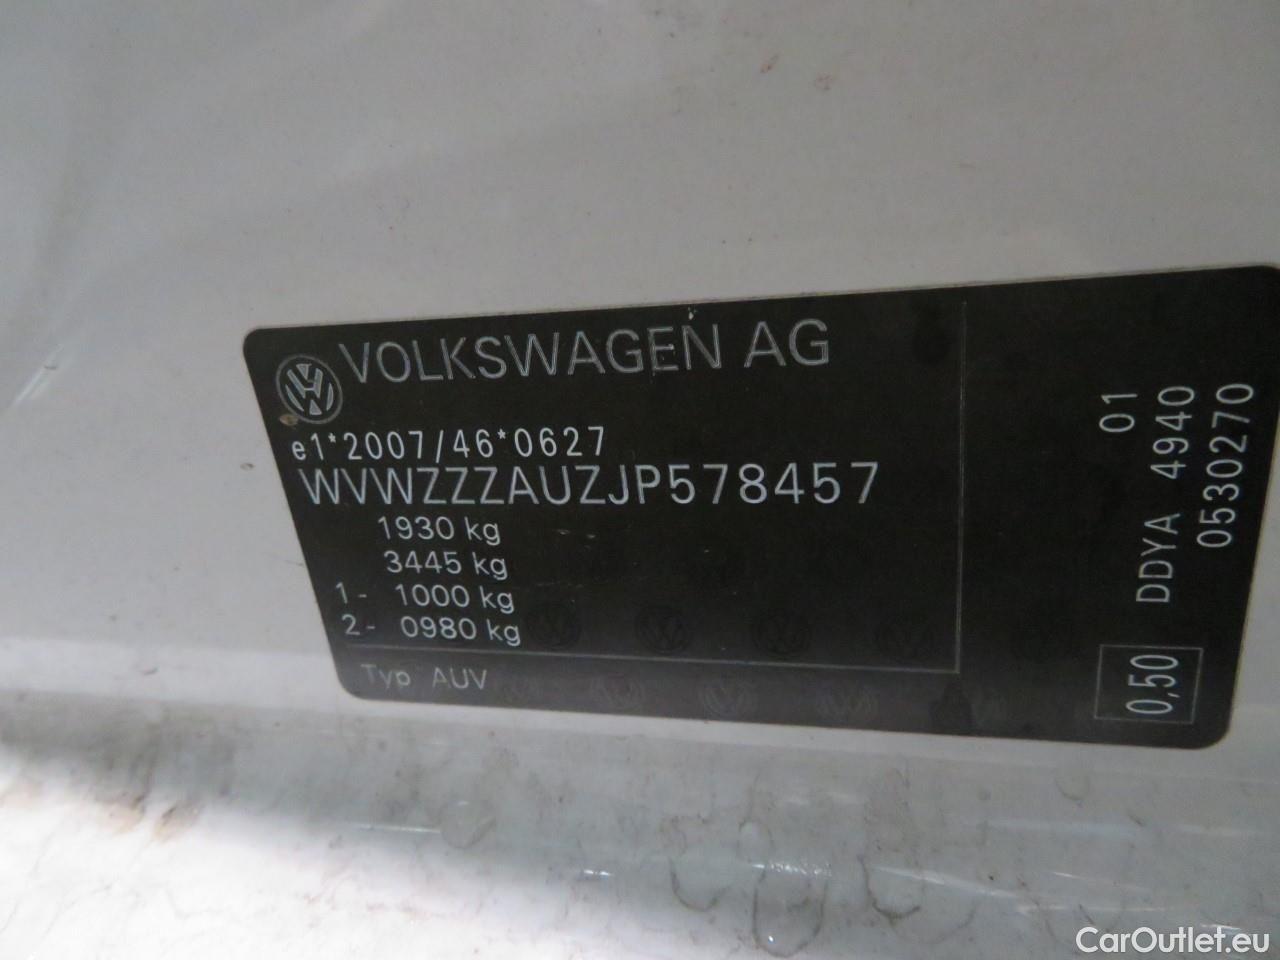 VOLKSWAGEN AG
e1*2007/46*0627
WVWZZZAUZJP578457
1930 kg
3445 kg
1- 1000 kg
2- 0980 kg
Typ AUV
01
DDYA 4940
0530270
0,50
CarOutlet.eu